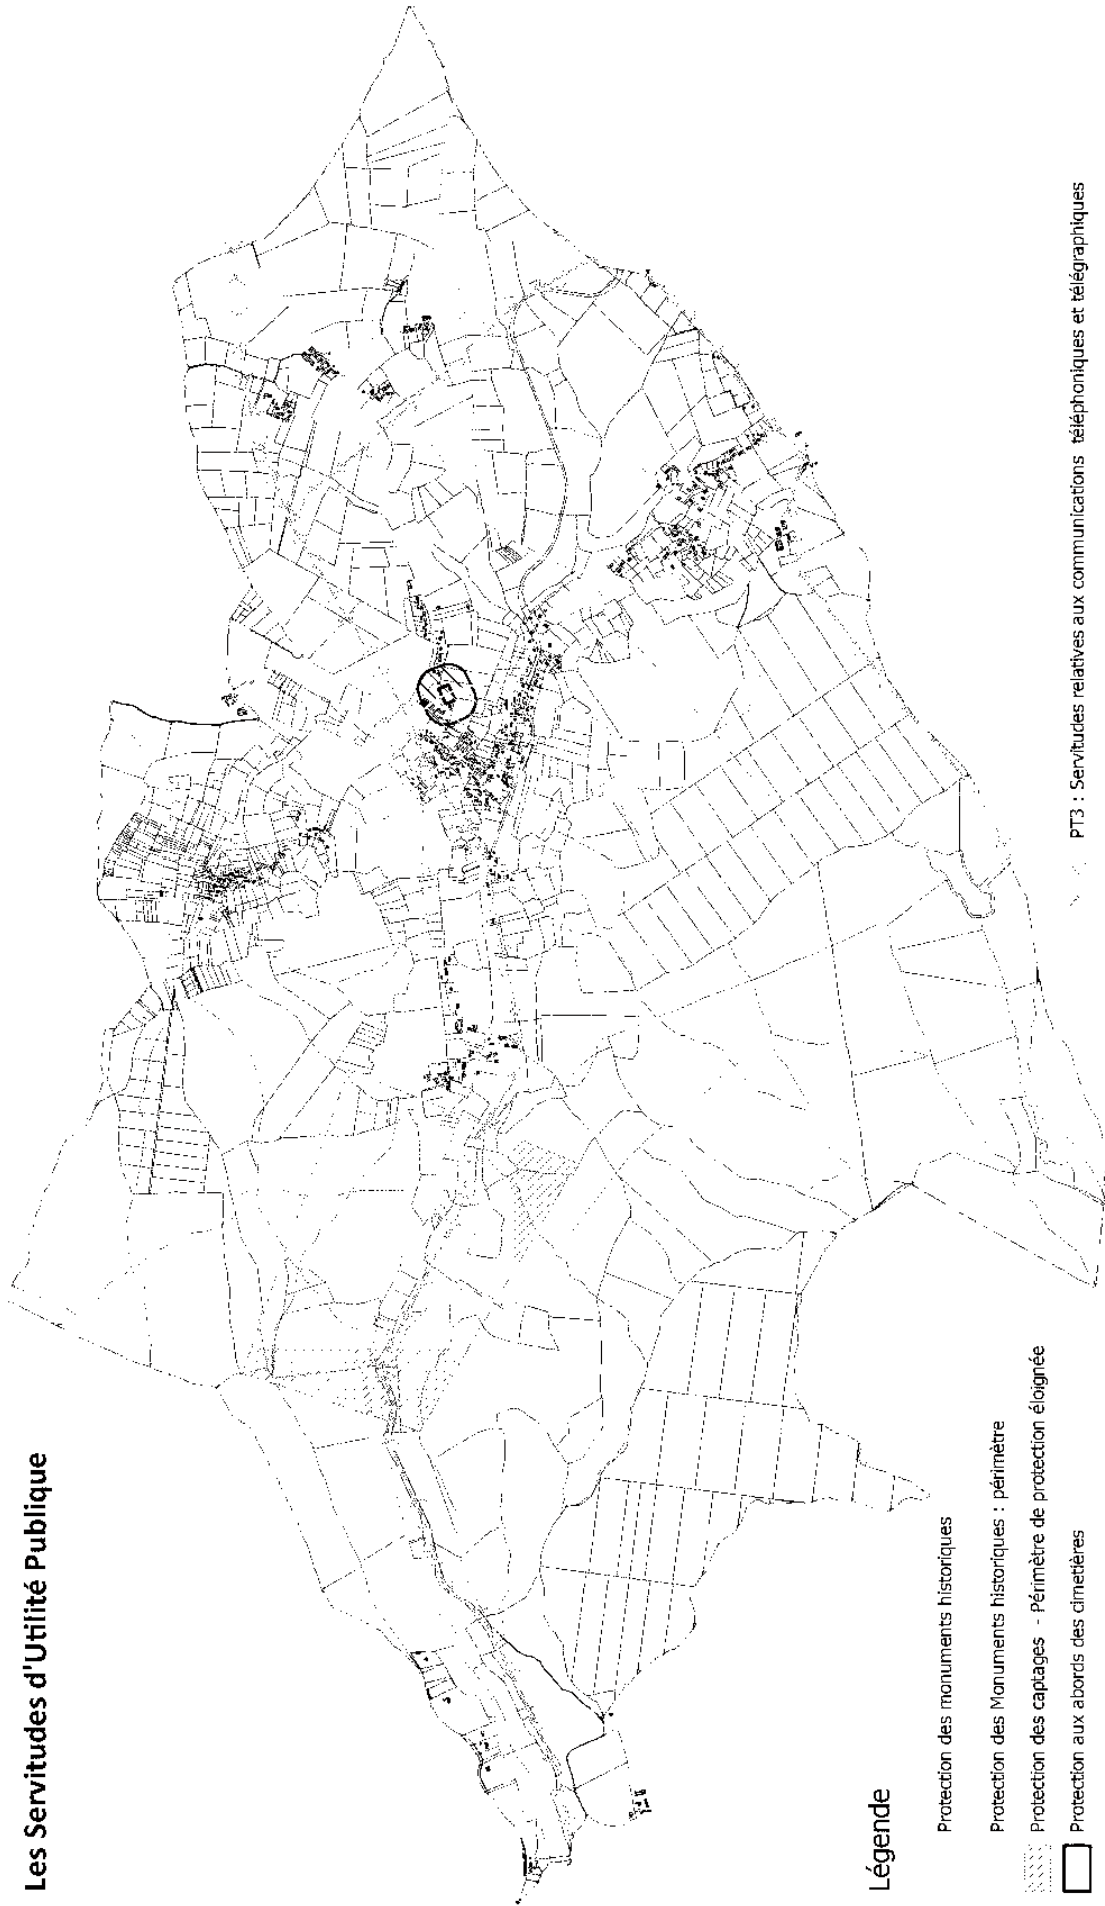 Les Servitudes d'Utilité Publique
Légende
Protection des monuments historiques
Protection des Monuments historiques : périmètre
Protection des captages - Périmètre de protection éloignée
Protection aux abords des cimetières
PT3 : Servitudes relatives aux communications téléphoniques et télégraphiques